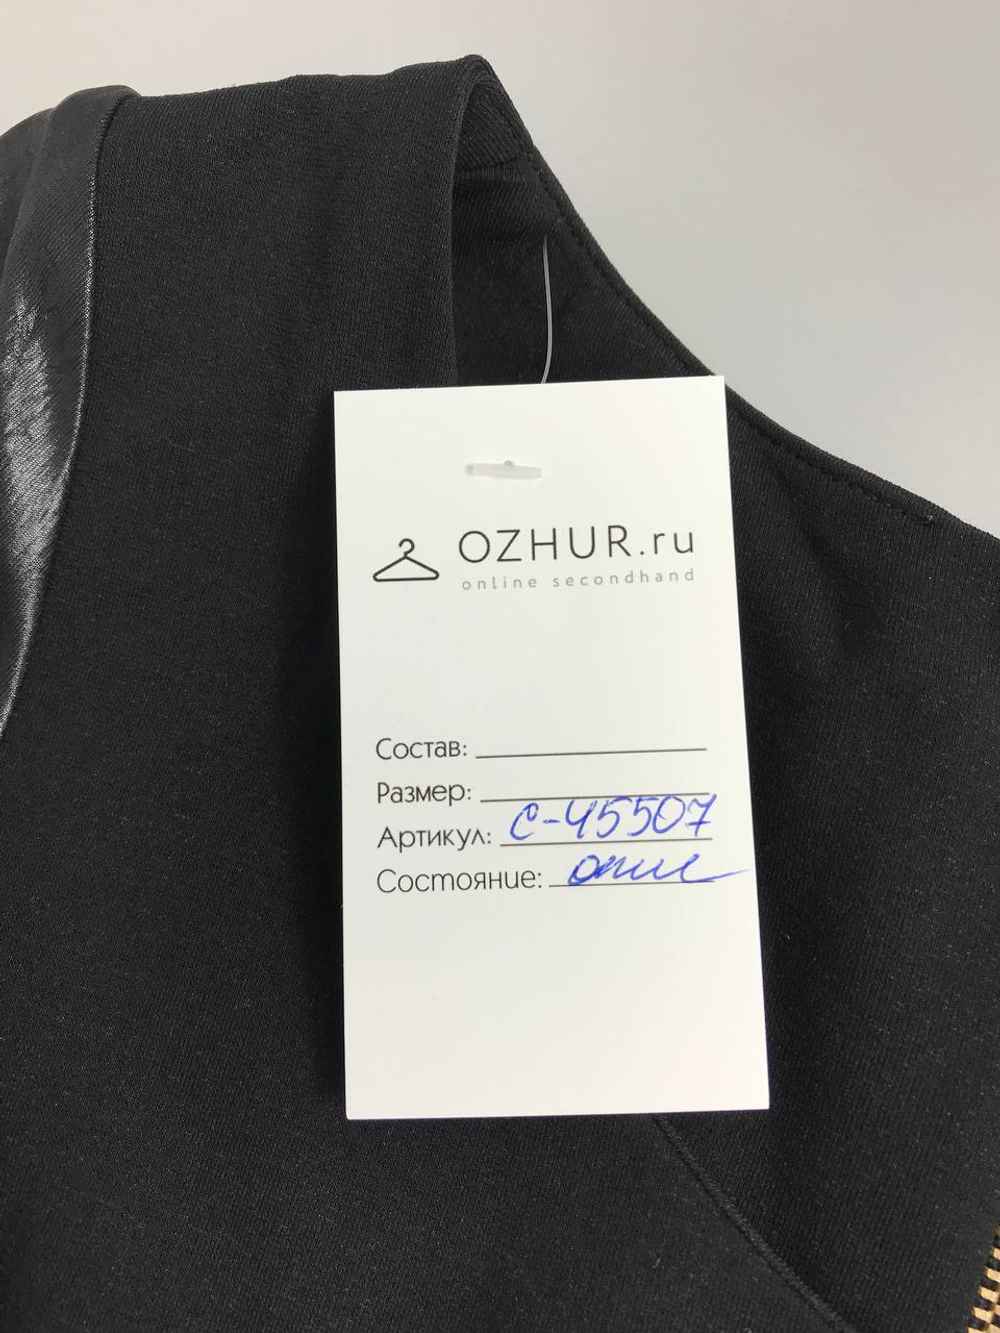 OZHUR.ru
online secondhand
Состав:
Размер:
Артикул: С-45507
Состояние: отл